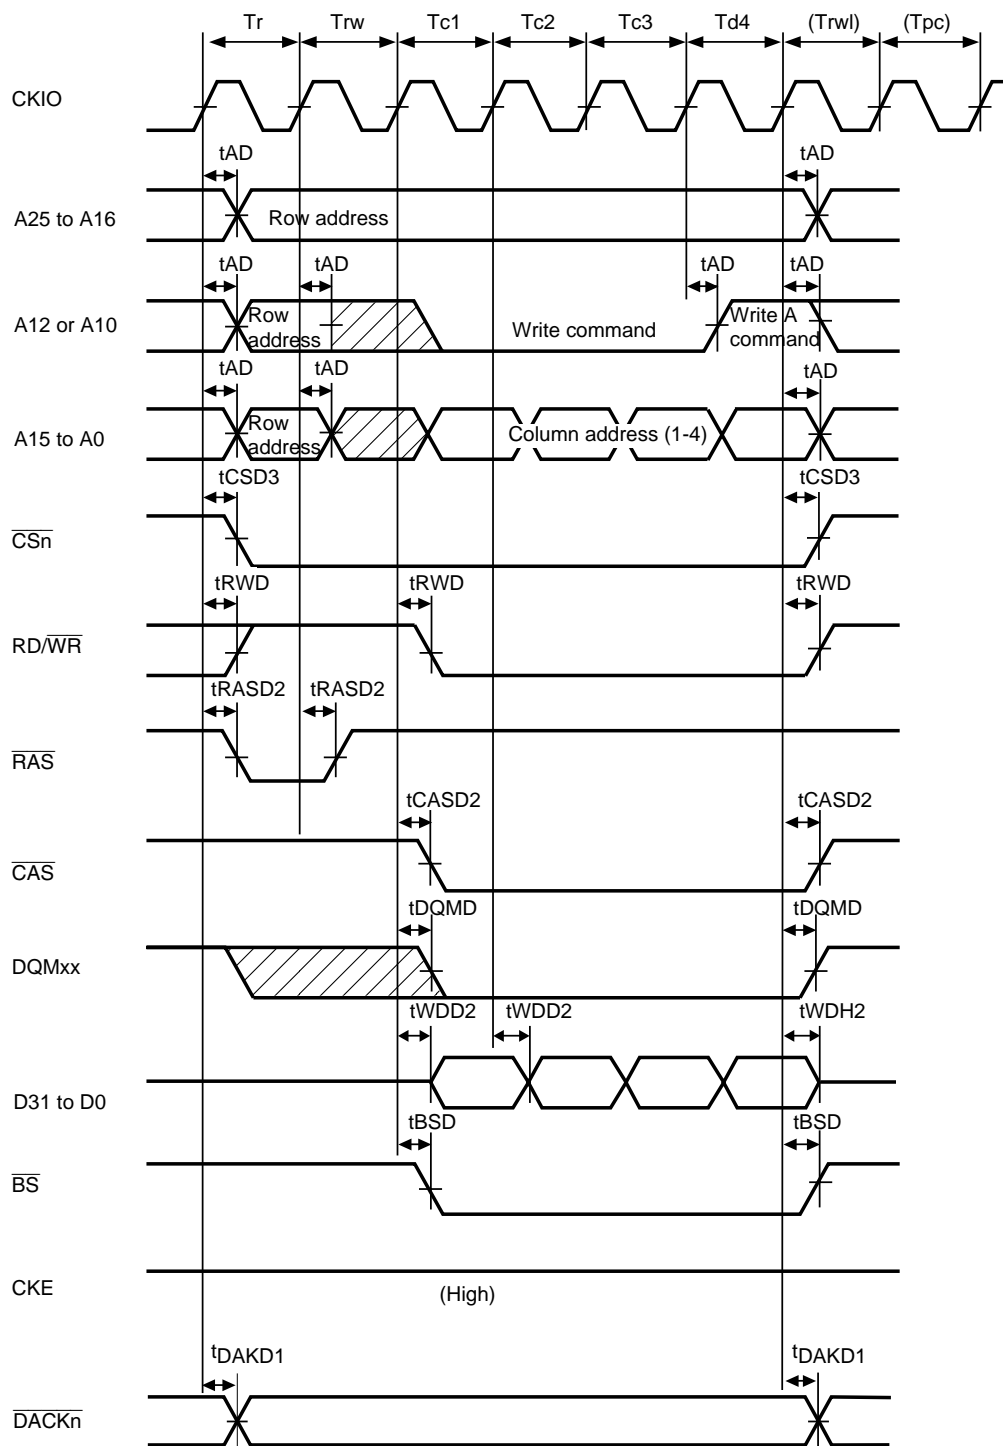 Tr Trw Tc1 Tc2 Tc3 Td4 (Trwl) (Tpc)
CKIO
tAD tAD
A25 to A16 Row address
tAD tAD tAD tAD
A12 or A10 Row address Write command Write A command
tAD tAD tAD
A15 to A0 Row address Column address (1-4)
tCSD3 tCSD3
CSn
tRWD tRWD tRWD
RD/WR
tRASD2 tRASD2
RAS
tCASD2 tCASD2
CAS
tDQMD tDQMD
DQMxx
tWDD2 tWDD2 tWDH2
D31 to D0
tBSD tBSD
BS
CKE
(High)
tDAKD1 tDAKD1
DACKn